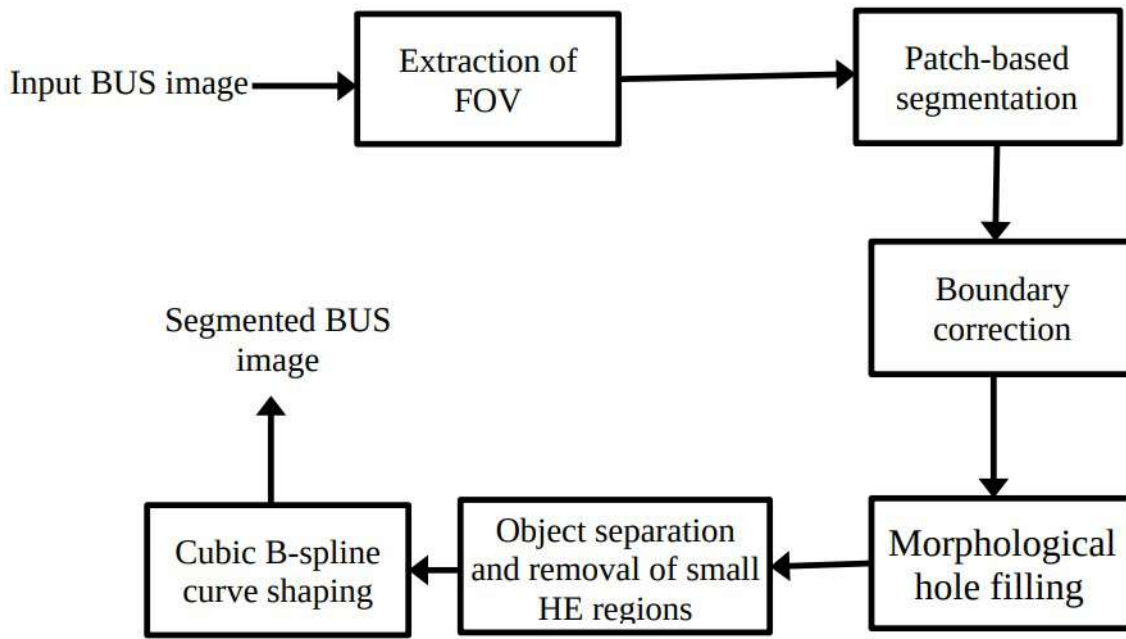 Input BUS image
Extraction of
FOV
Patch-based
segmentation
Boundary
correction
Morphological
hole filling
Object separation
and removal of small
HE regions
Cubic B-spline
curve shaping
Segmented BUS
image